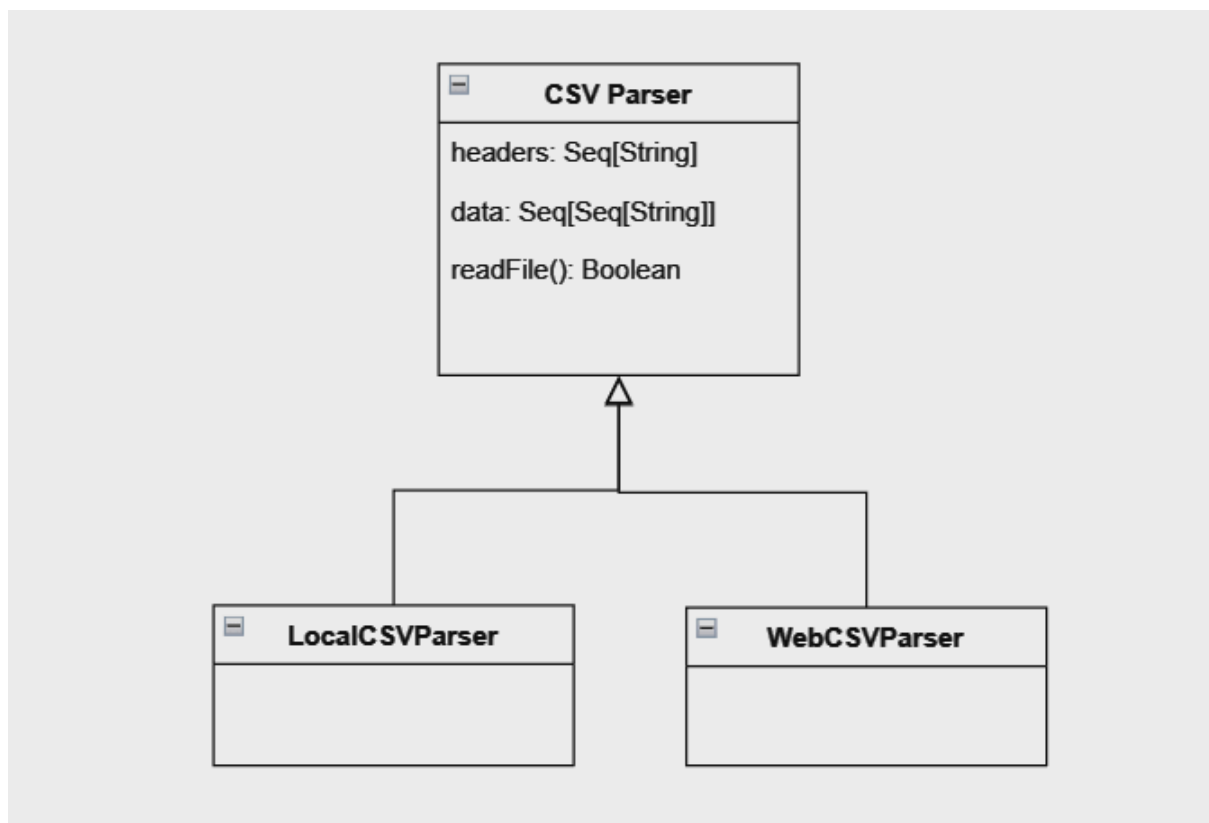 CSV Parser
headers: Seq[String]
data: Seq[Seq[String]]
readFile(): Boolean
LocalCSVParser
WebCSVParser